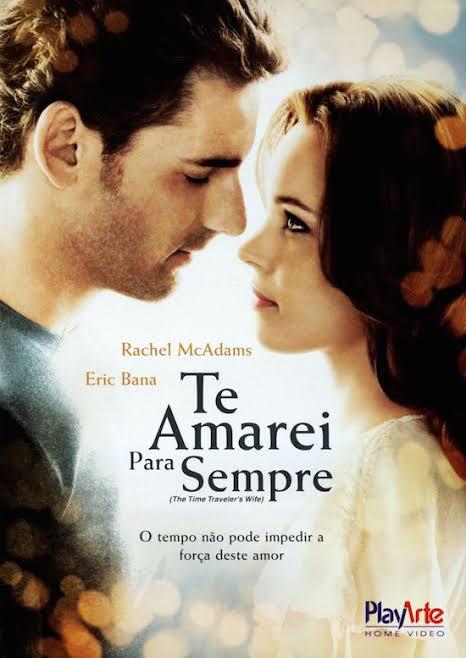 Rachel McAdams
Eric Bana
Te
Amarei
Para Sempre
(The Time Traveler's Wife)
O tempo não pode impedir a
força deste amor
PlayArte
HOME VIDEO